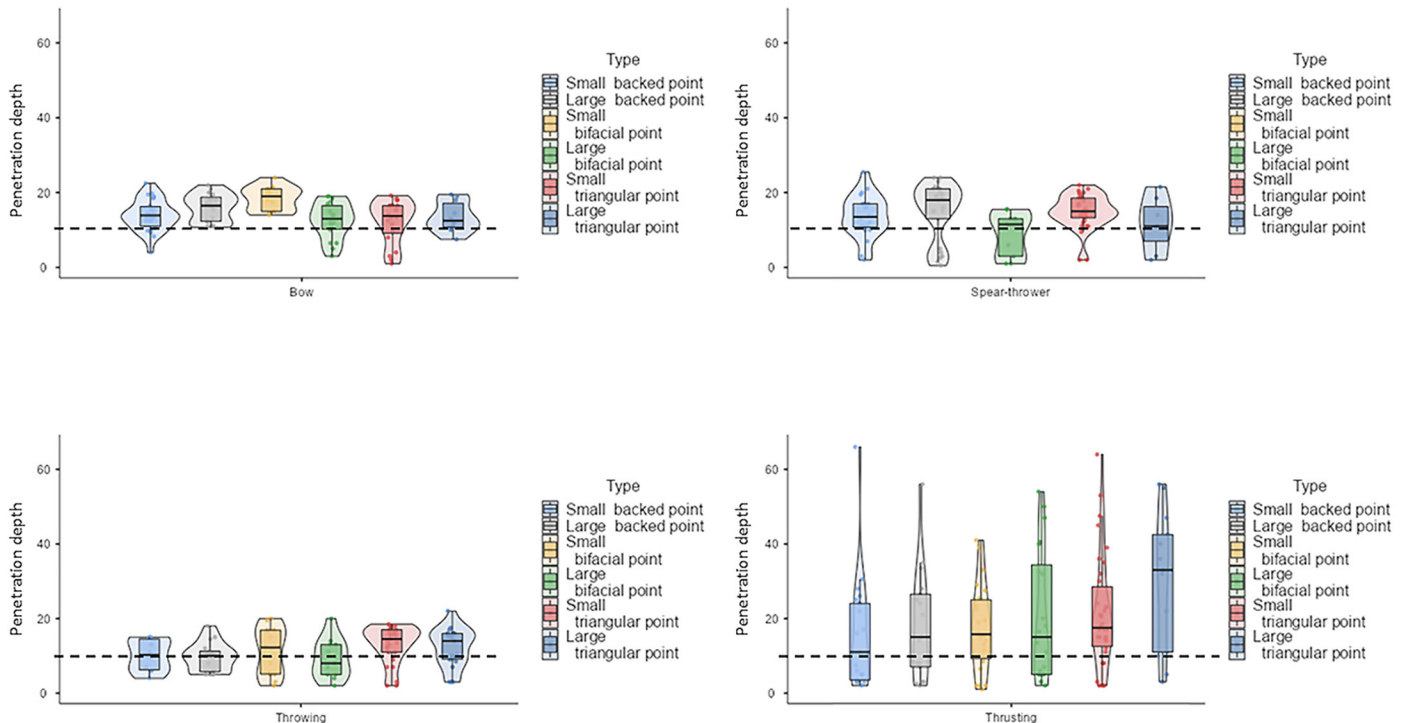 Penetration depth
60
40
20
0
Bow
Type
Small backed point
Large backed point
Small
bifacial point
Large
bifacial point
Small
triangular point
Large
triangular point
Penetration depth
60
40
20
0
Spear-thrower
Type
Small backed point
Large backed point
Small
bifacial point
Large
bifacial point
Small
triangular point
Large
triangular point
Penetration depth
60
40
20
0
Throwing
Type
Small backed point
Large backed point
Small
bifacial point
Large
bifacial point
Small
triangular point
Large
triangular point
Penetration depth
60
40
20
0
Thrusting
Type
Small backed point
Large backed point
Small
bifacial point
Large
bifacial point
Small
triangular point
Large
triangular point